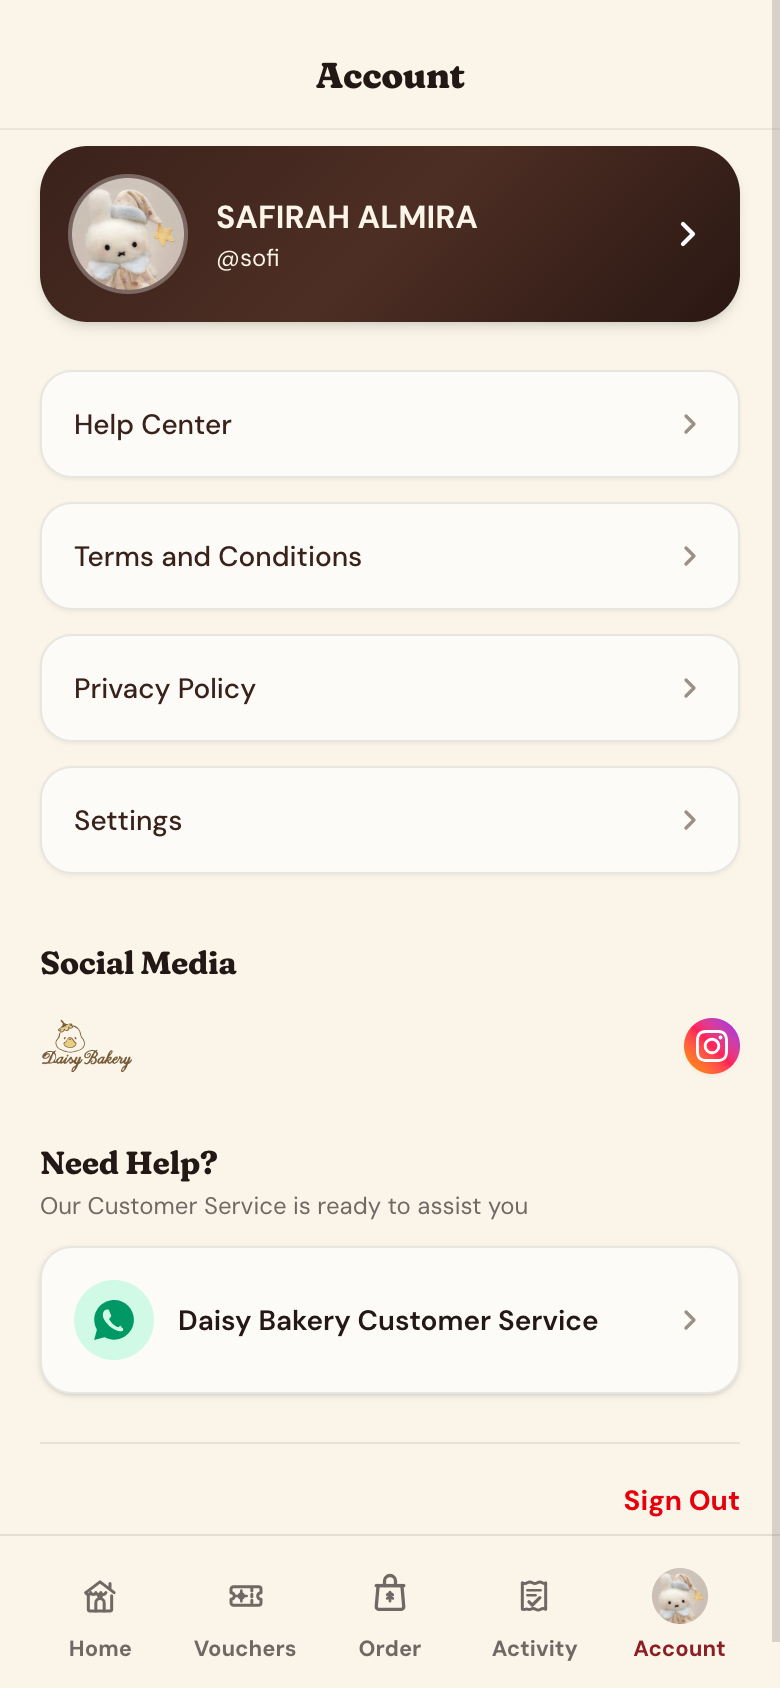 Account
SAFIRAH ALMIRA
@sofi
Help Center
Terms and Conditions
Privacy Policy
Settings
Social Media
Daisy Bakery
Need Help?
Our Customer Service is ready to assist you
Daisy Bakery Customer Service
Sign Out
Home
Vouchers
Order
Activity
Account